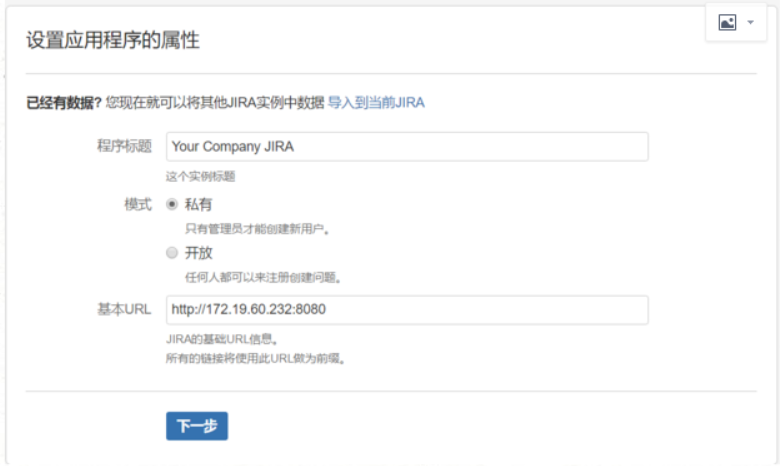 设置应用程序的属性
已经有数据? 您现在就可以将其他JIRA实例中数据 导入到当前JIRA
程序标题 Your Company JIRA
这个实例标题
模式 私有
只有管理员才能创建新用户。
开放
任何人都可以来注册创建问题。
基本URL http://172.19.60.232:8080
JIRA的基础URL信息。
所有的链接将使用此URL做为前缀。
下一步